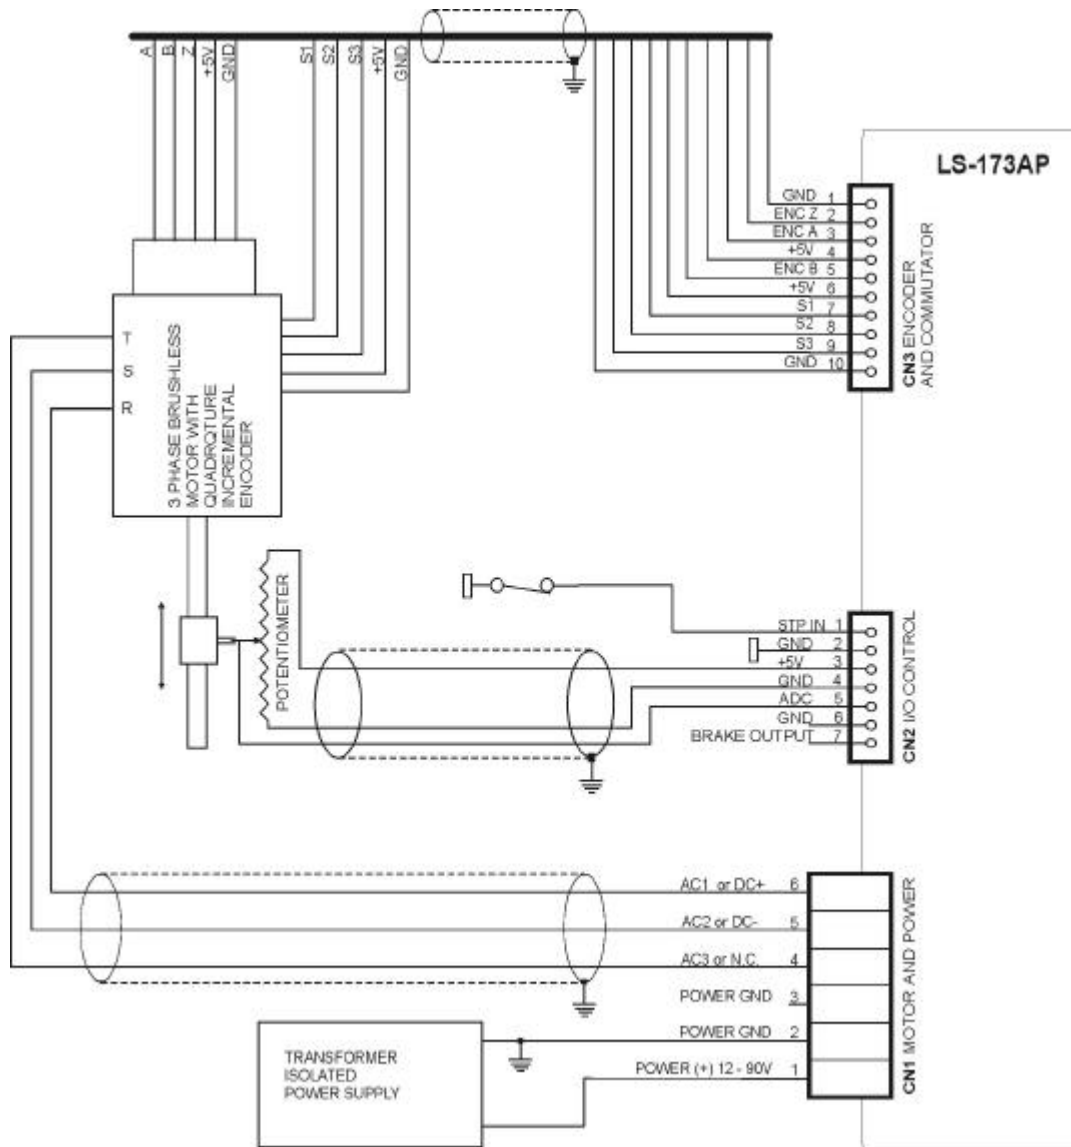 A
B
Z
+5V
GND
S1
S2
S3
+5V
GND
LS-173AP
GND 1
ENC Z 2
ENC A 3
+5V 4
ENC B 5
+5V 6
S1 7
S2 8
S3 9
GND 10
CN3 ENCODER
AND COMMUTATOR
T
S
R
3 PHASE BRUSHLESS
MOTOR WITH
QUADRQTURE
INCREMENTAL
ENCODER
POTENTIOMETER
STP IN 1
GND 2
+5V 3
GND 4
ADC 5
GND 6
BRAKE OUTPUT 7
CN2 I/O CONTROL
AC1 or DC+ 6
AC2 or DC- 5
AC3 or N.C. 4
POWER GND 3
POWER GND 2
POWER (+) 12 - 90V 1
CN1 MOTOR AND POWER
TRANSFORMER
ISOLATED
POWER SUPPLY